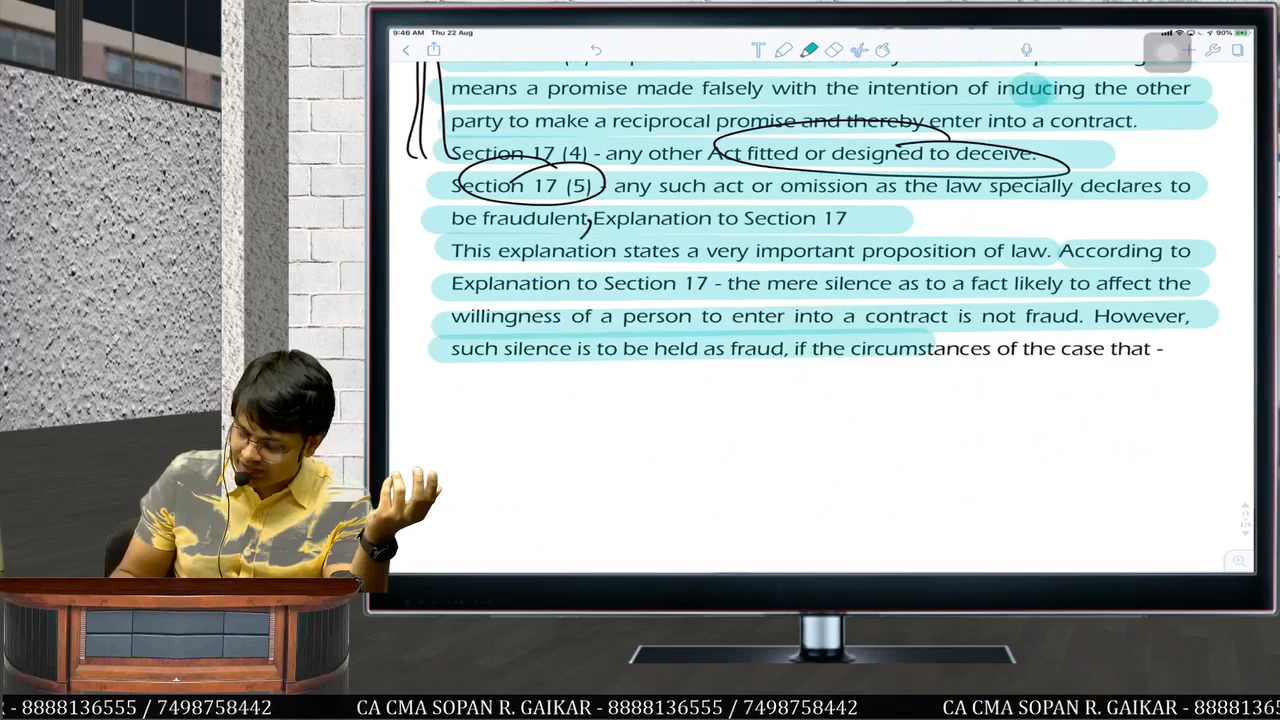 9:46 AM Thu 22 Aug
90%
T
means a promise made falsely with the intention of inducing the other
party to make a reciprocal promise and thereby enter into a contract.
Section 17 (4) - any other Act fitted or designed to deceive.
Section 17 (5) - any such act or omission as the law specially declares to
be fraudulent, Explanation to Section 17
This explanation states a very important proposition of law. According to
Explanation to Section 17 - the mere silence as to a fact likely to affect the
willingness of a person to enter into a contract is not fraud. However,
such silence is to be held as fraud, if the circumstances of the case that -
R - 8888136555 / 7498758442 CA CMA SOPAN R. GAIKAR - 8888136555 / 7498758442 CA CMA SOPAN R. GAIKAR - 88881365